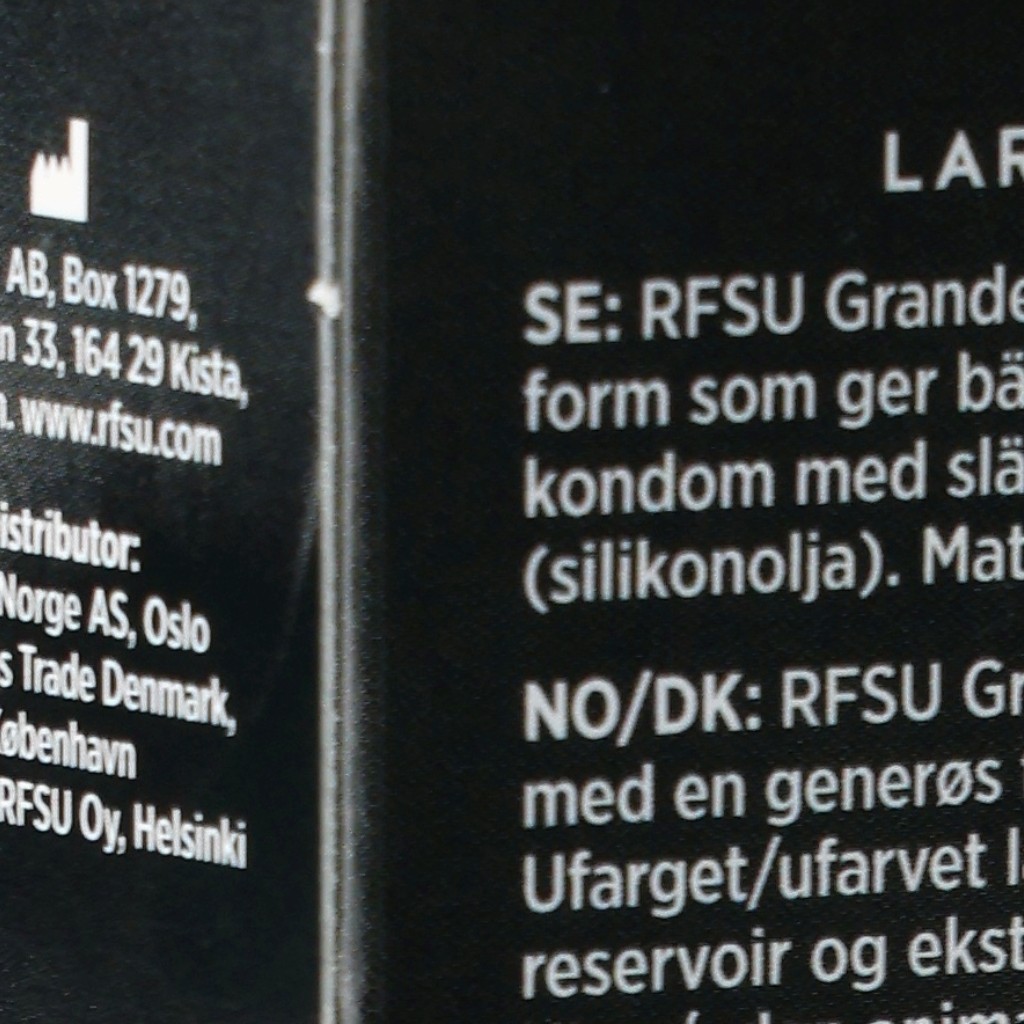 AB, Box 1279,
33, 164 29 Kista,
www.rfsu.com
istributor:
Norge AS, Oslo
s Trade Denmark,
København
RFSU Oy, Helsinki
LAR
SE: RFSU Grande
form som ger bä
kondom med slä
(silikonolja). Mat
NO/DK: RFSU Gr
med en generøs
Ufarget/ufarvet l
reservoir og ekst